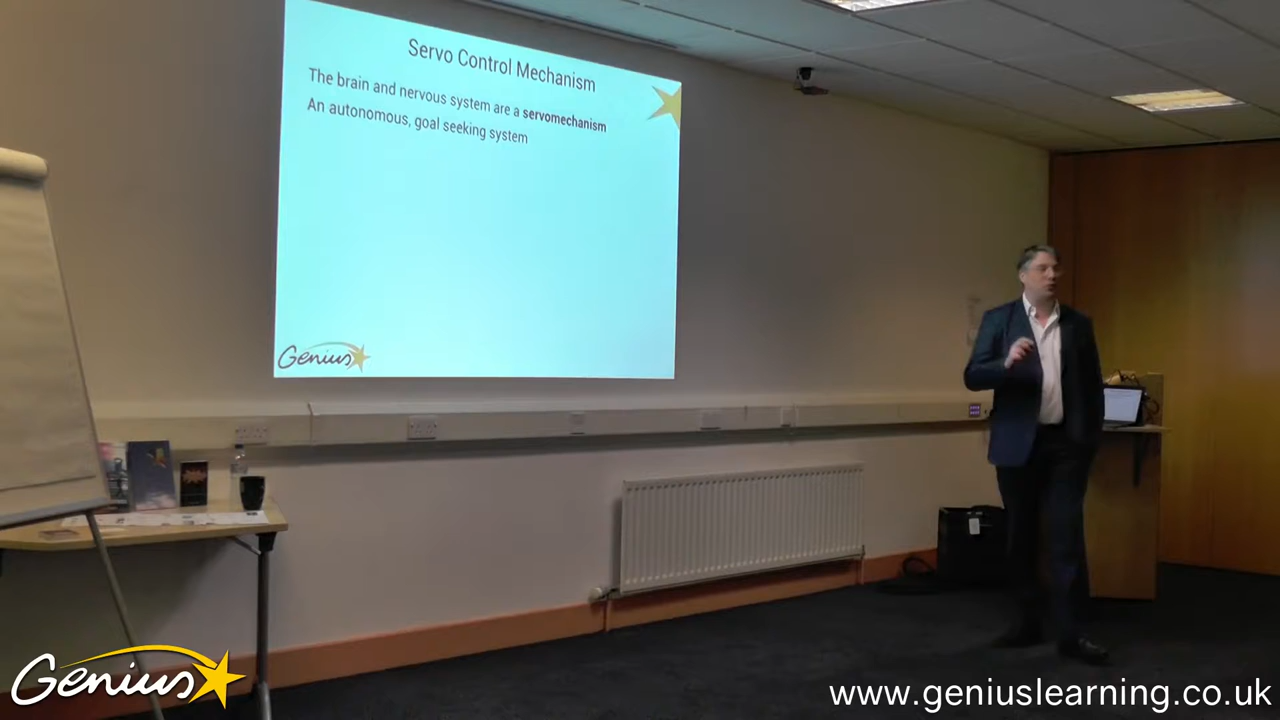 Servo Control Mechanism
The brain and nervous system are a servomechanism
An autonomous, goal seeking system
Genius
Genius
www.geniuslearning.co.uk